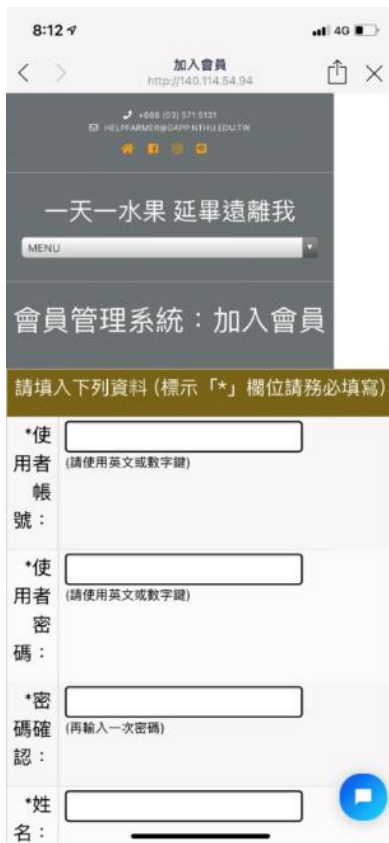 8:12
4G
加入會員
http://140.114.54.94
+886 (03) 571 5131
HELPFARMER@GAPP.NTHU.EDU.TW
一天一水果 延畢遠離我
MENU
會員管理系統：加入會員
請填入下列資料 (標示「*」欄位請務必填寫)
*使用者帳號：
(請使用英文或數字鍵)
*使用者密碼：
(請使用英文或數字鍵)
*密碼確認：
(再輸入一次密碼)
*姓名：